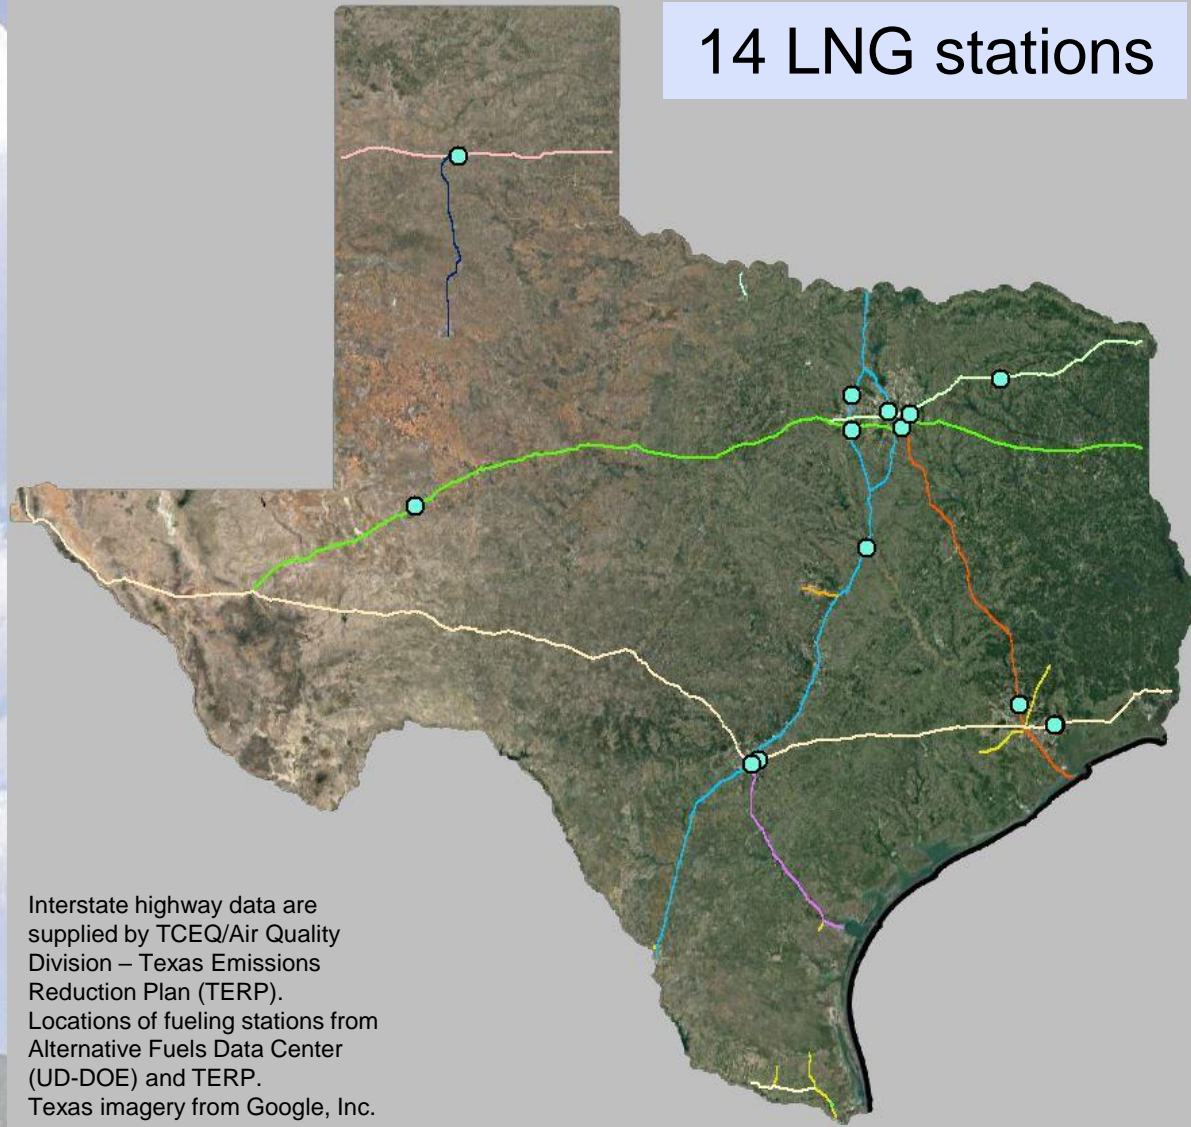 14 LNG stations
Interstate highway data are
supplied by TCEQ/Air Quality
Division – Texas Emissions
Reduction Plan (TERP).
Locations of fueling stations from
Alternative Fuels Data Center
(UD-DOE) and TERP.
Texas imagery from Google, Inc.